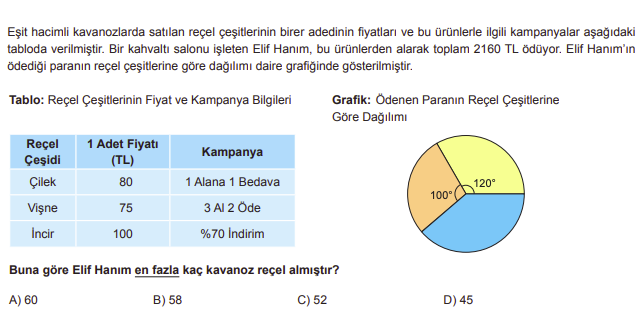 Eşit hacimli kavanozlarda satılan reçel çeşitlerinin birer adedinin fiyatları ve bu ürünlerle ilgili kampanyalar aşağıdaki
tabloda verilmiştir. Bir kahvaltı salonu işleten Elif Hanım, bu ürünlerden alarak toplam 2160 TL ödüyor. Elif Hanım'ın
ödediği paranın reçel çeşitlerine göre dağılımı daire grafiğinde gösterilmiştir.
Tablo: Reçel Çeşitlerinin Fiyat ve Kampanya Bilgileri
Reçel Çeşidi 1 Adet Fiyatı (TL) Kampanya
Çilek 80 1 Alana 1 Bedava
Vişne 75 3 Al 2 Öde
İncir 100 %70 İndirim
Grafik: Ödenen Paranın Reçel Çeşitlerine
Göre Dağılımı
120°
100°
Buna göre Elif Hanım en fazla kaç kavanoz reçel almıştır?
A) 60 B) 58 C) 52 D) 45